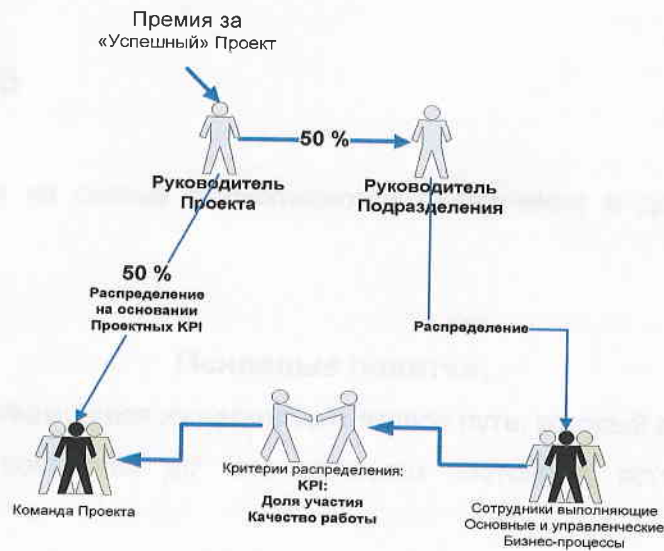 Премия за
«Успешный» Проект
50 %
Руководитель
Проекта
Руководитель
Подразделения
50 %
Распределение
на основании
Проектных KPI
Распределение
Критерии распределения:
KPI:
Доля участия
Качество работы
Команда Проекта
Сотрудники выполняющие
Основные и управленческие
Бизнес-процессы